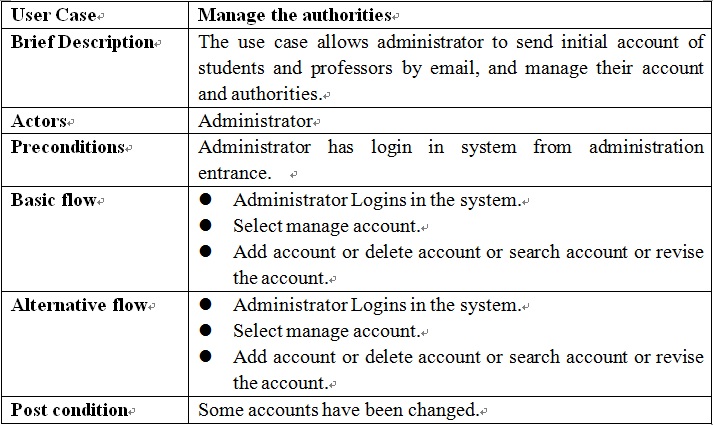 User Case Manage the authorities
Brief Description The use case allows administrator to send initial account of
students and professors by email, and manage their account
and authorities.
Actors Administrator
Preconditions Administrator has login in system from administration
entrance.
Basic flow ● Administrator Logins in the system.
● Select manage account.
● Add account or delete account or search account or revise
the account.
Alternative flow ● Administrator Logins in the system.
● Select manage account.
● Add account or delete account or search account or revise
the account.
Post condition Some accounts have been changed.